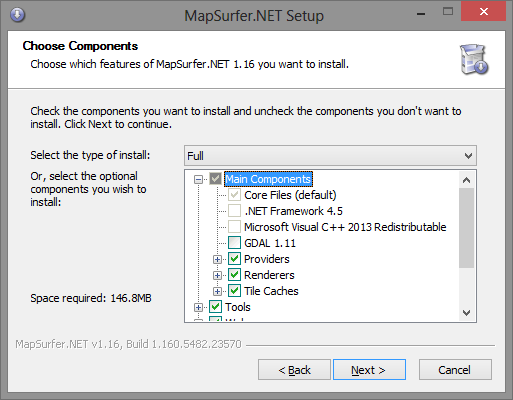 MapSurfer.NET Setup
Choose Components
Choose which features of MapSurfer.NET 1.16 you want to install.
Check the components you want to install and uncheck the components you don't want to
install. Click Next to continue.
Select the type of install:
Full
Or, select the optional
components you wish to
install:
Main Components
Core Files (default)
.NET Framework 4.5
Microsoft Visual C++ 2013 Redistributable
GDAL 1.11
Providers
Renderers
Tile Caches
Tools
Space required: 146.8MB
MapSurfer.NET v1.16, Build 1.160.5482.23570
< Back
Next >
Cancel